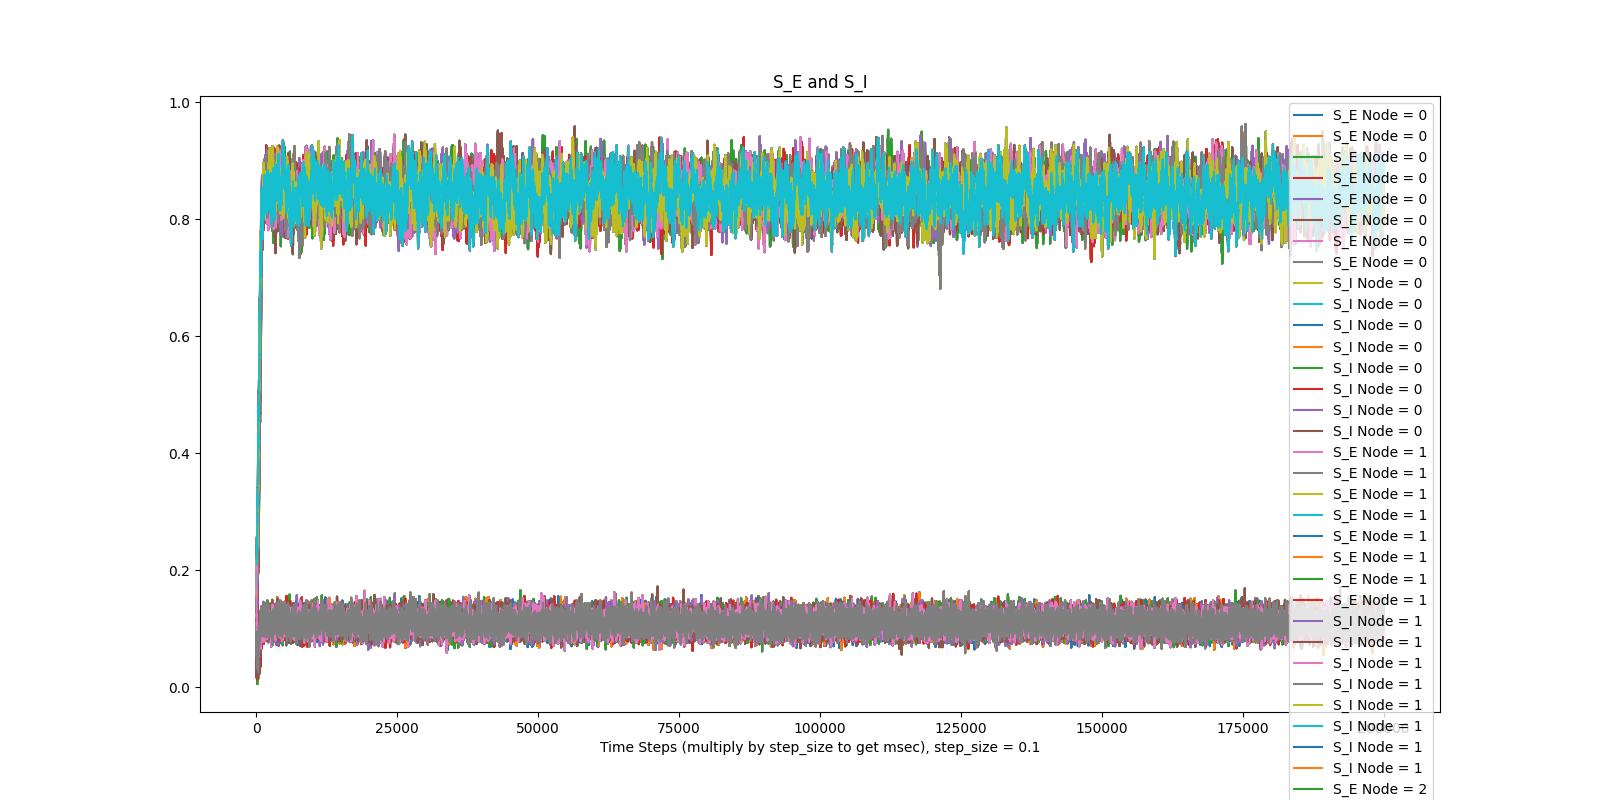 S_E and S_I
1.0
0.8
0.6
0.4
0.2
0.0
0
25000
50000
75000
100000
125000
150000
175000
Time Steps (multiply by step_size to get msec), step_size = 0.1
S_E Node = 0
S_E Node = 0
S_E Node = 0
S_E Node = 0
S_E Node = 0
S_E Node = 0
S_E Node = 0
S_E Node = 0
S_I Node = 0
S_I Node = 0
S_I Node = 0
S_I Node = 0
S_I Node = 0
S_I Node = 0
S_I Node = 0
S_I Node = 0
S_E Node = 1
S_E Node = 1
S_E Node = 1
S_E Node = 1
S_E Node = 1
S_E Node = 1
S_E Node = 1
S_E Node = 1
S_I Node = 1
S_I Node = 1
S_I Node = 1
S_I Node = 1
S_I Node = 1
S_I Node = 1
S_I Node = 1
S_I Node = 1
S_E Node = 2